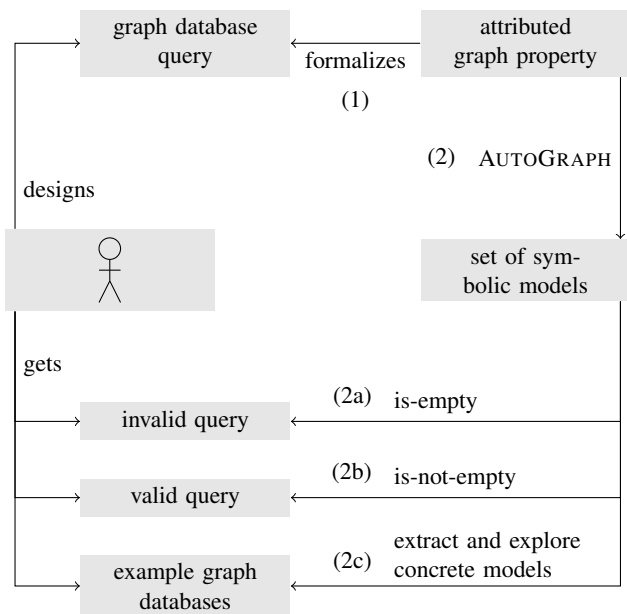 graph database
query
attributed
graph property
formalizes
(1)
(2) AUTOGRAPH
designs
set of sym-
bolic models
gets
invalid query
(2a) is-empty
valid query
(2b) is-not-empty
example graph
databases
(2c) extract and explore
concrete models